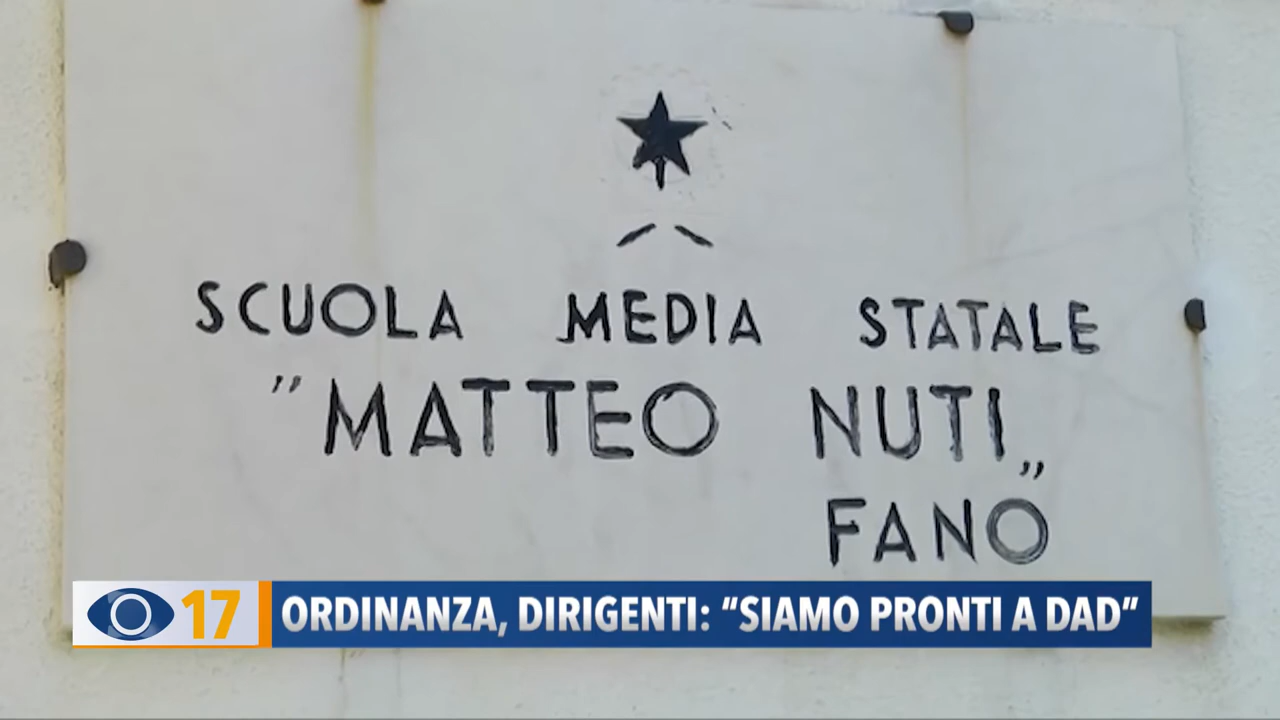 SCUOLA MEDIA STATALE
"MATTEO NUTI„
FANO
17 ORDINANZA, DIRIGENTI: “SIAMO PRONTI A DAD”